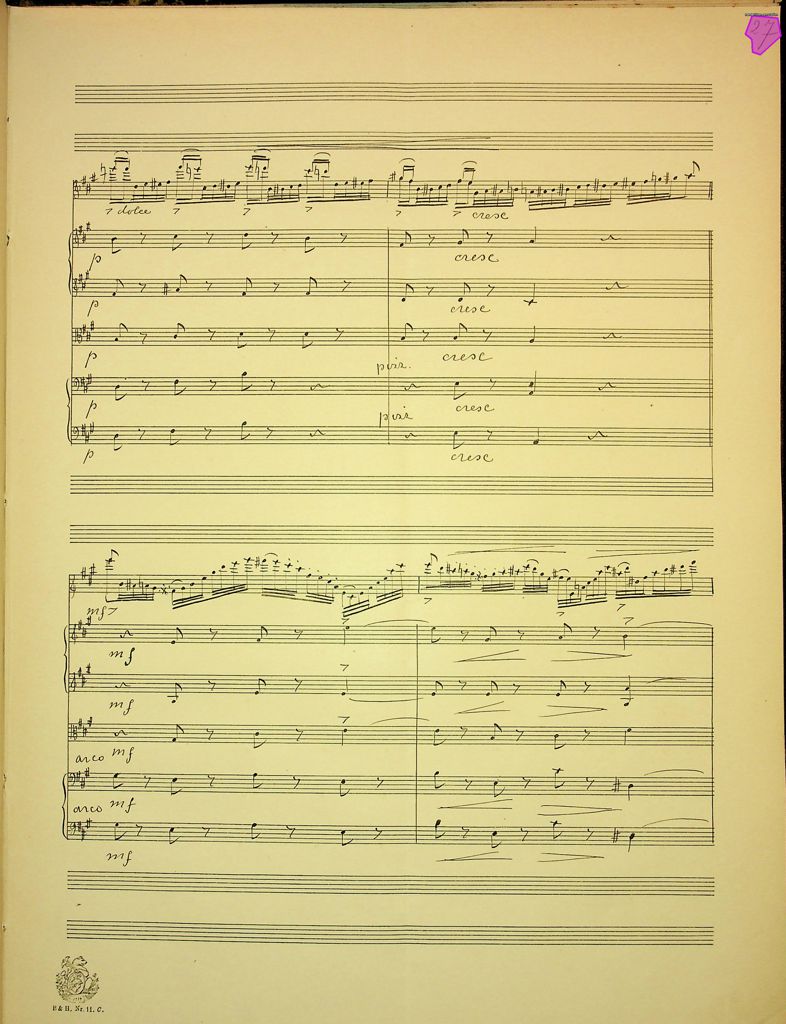 27
dolce cresc
p cresc
p cresc
p cresc
pizz.
p cresc
pizz
p cresc
mf
mf
mf
arco mf
arco mf
mf
B & H. Nr. 11. C.